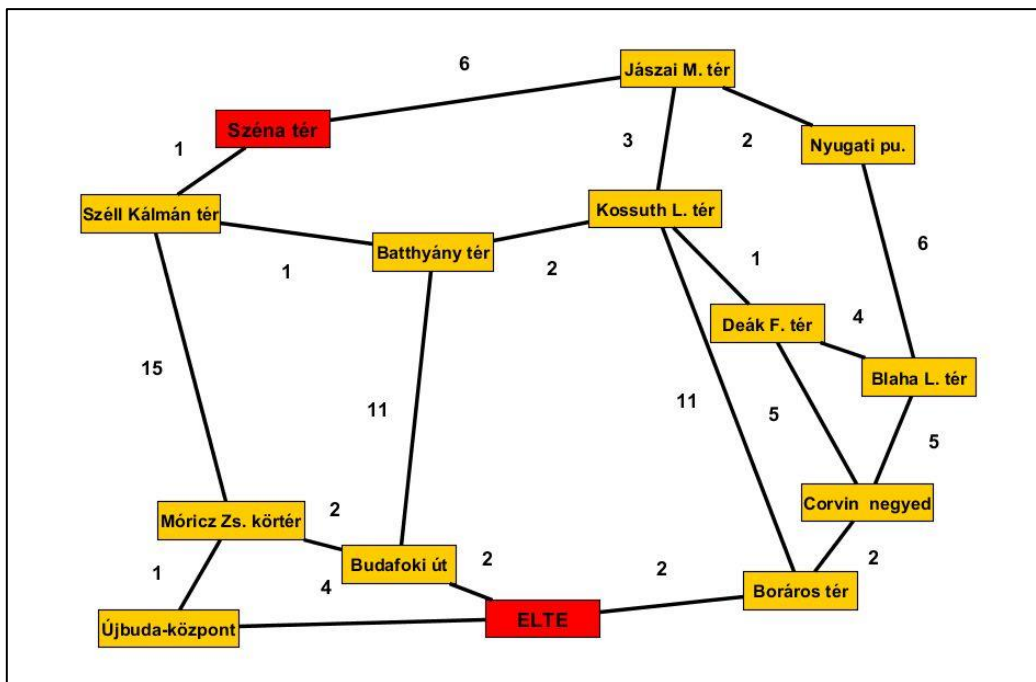 6
Jászai M. tér
Széna tér
1
3
2
Nyugati pu.
Széll Kálmán tér
Kossuth L. tér
Batthyány tér
1
2
1
6
Deák F. tér
4
Blaha L. tér
15
11
11
5
5
Corvin negyed
Móricz Zs. körtér
2
Budafoki út
2
2
2
1
4
Boráros tér
Újbuda-központ
ELTE